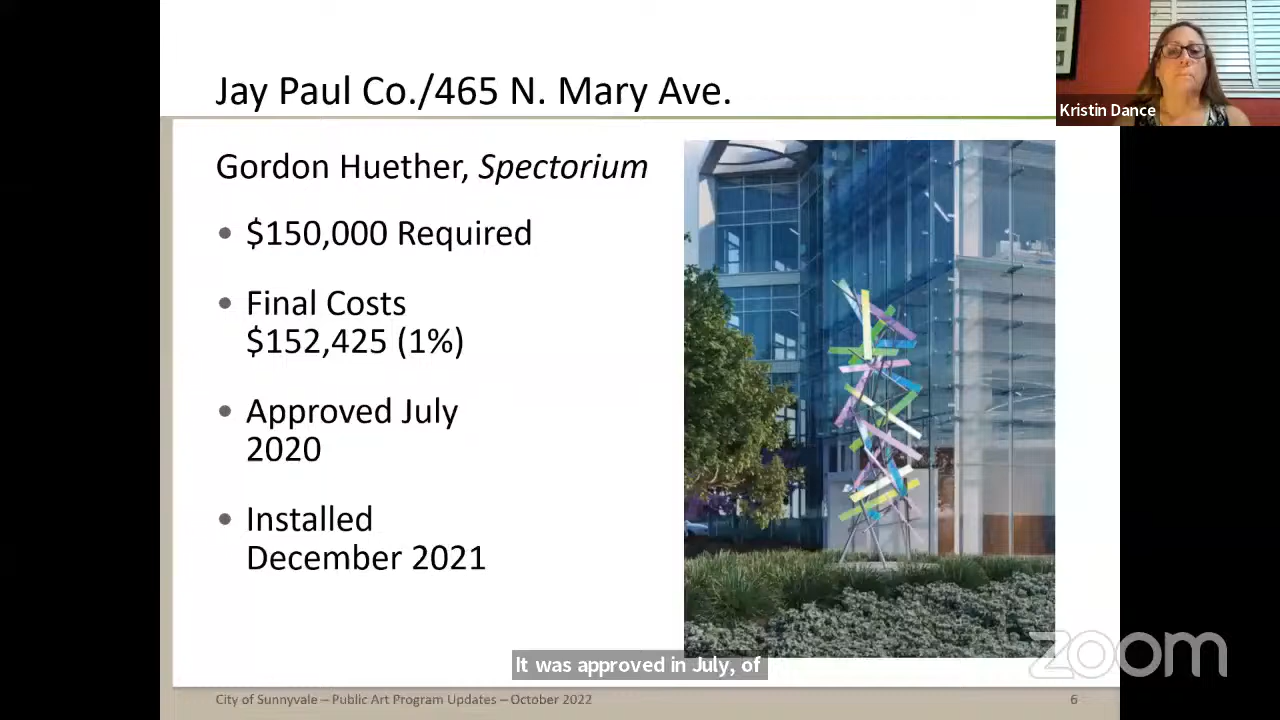 Jay Paul Co./465 N. Mary Ave.
Kristin Dance
Gordon Huether, Spectorium
• $150,000 Required
• Final Costs
$152,425 (1%)
• Approved July
2020
• Installed
December 2021
It was approved in July, of
zoom
City of Sunnyvale – Public Art Program Updates – October 2022
6